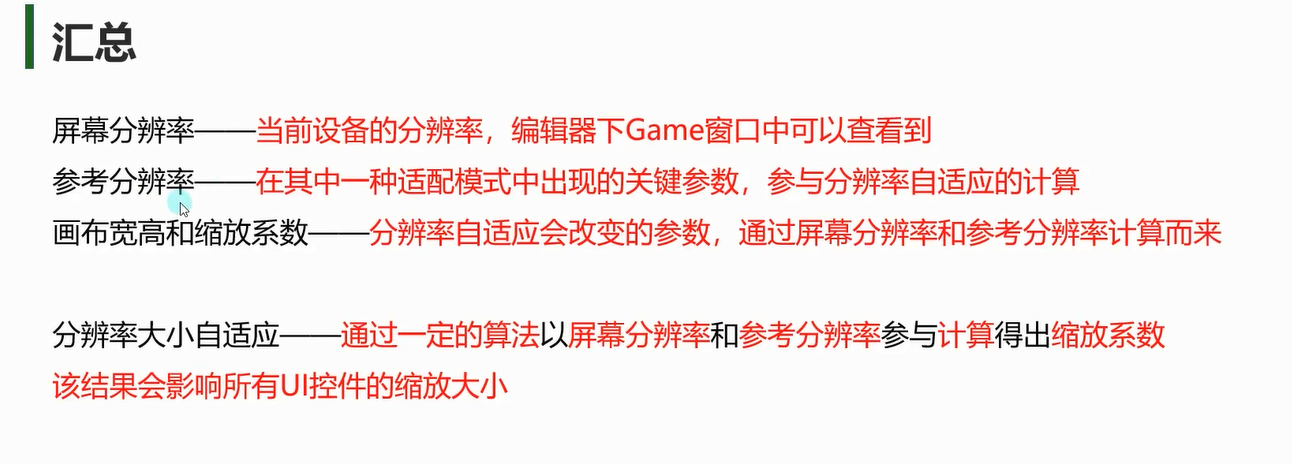 汇总
屏幕分辨率——当前设备的分辨率，编辑器下Game窗口中可以查看到
参考分辨率——在其中一种适配模式中出现的关键参数，参与分辨率自适应的计算
画布宽高和缩放系数——分辨率自适应会改变的参数，通过屏幕分辨率和参考分辨率计算而来
分辨率大小自适应——通过一定的算法以屏幕分辨率和参考分辨率参与计算得出缩放系数
该结果会影响所有UI控件的缩放大小